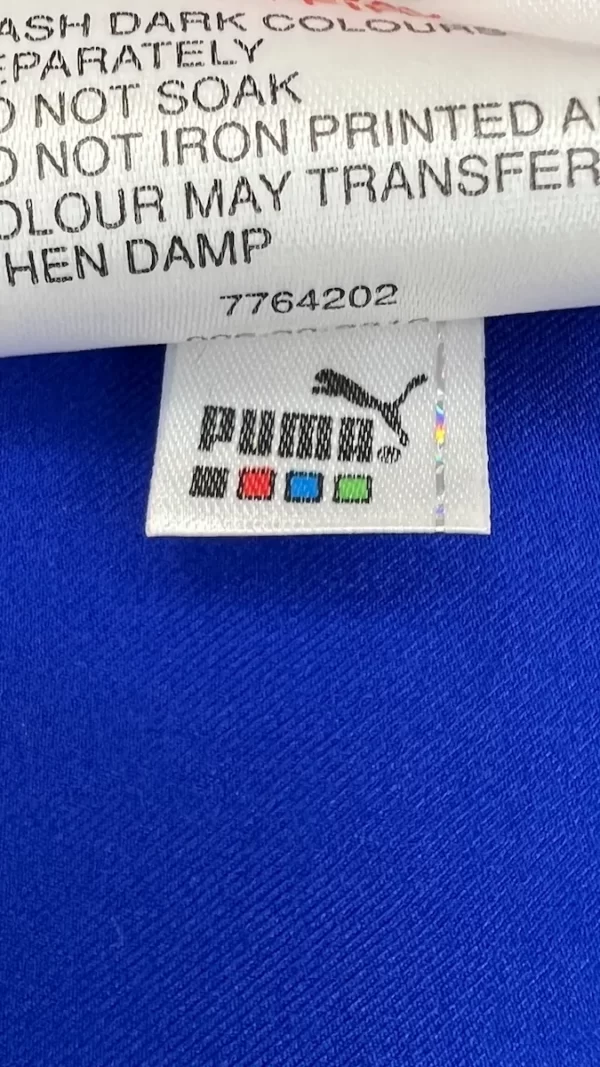 ASH DARK COLOURS
EPARATELY
O NOT SOAK
O NOT IRON PRINTED A
OLOUR MAY TRANSFER
HEN DAMP
7764202
PUMA®